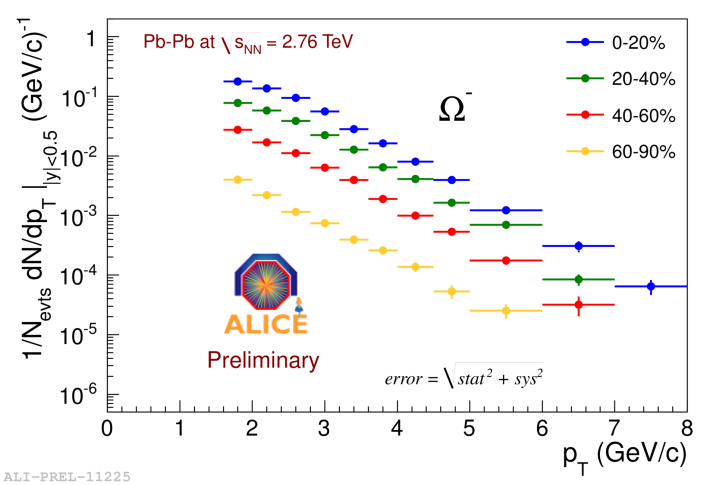 Pb-Pb at √s_NN = 2.76 TeV
Ω⁻
0-20%
20-40%
40-60%
60-90%
1/N_evts dN/dp_T |_|y|<0.5 (GeV/c)⁻¹
1
10⁻¹
10⁻²
10⁻³
10⁻⁴
10⁻⁵
10⁻⁶
ALICE
Preliminary
error = √stat² + sys²
0 1 2 3 4 5 6 7 8
p_T (GeV/c)
ALI-PREL-11225